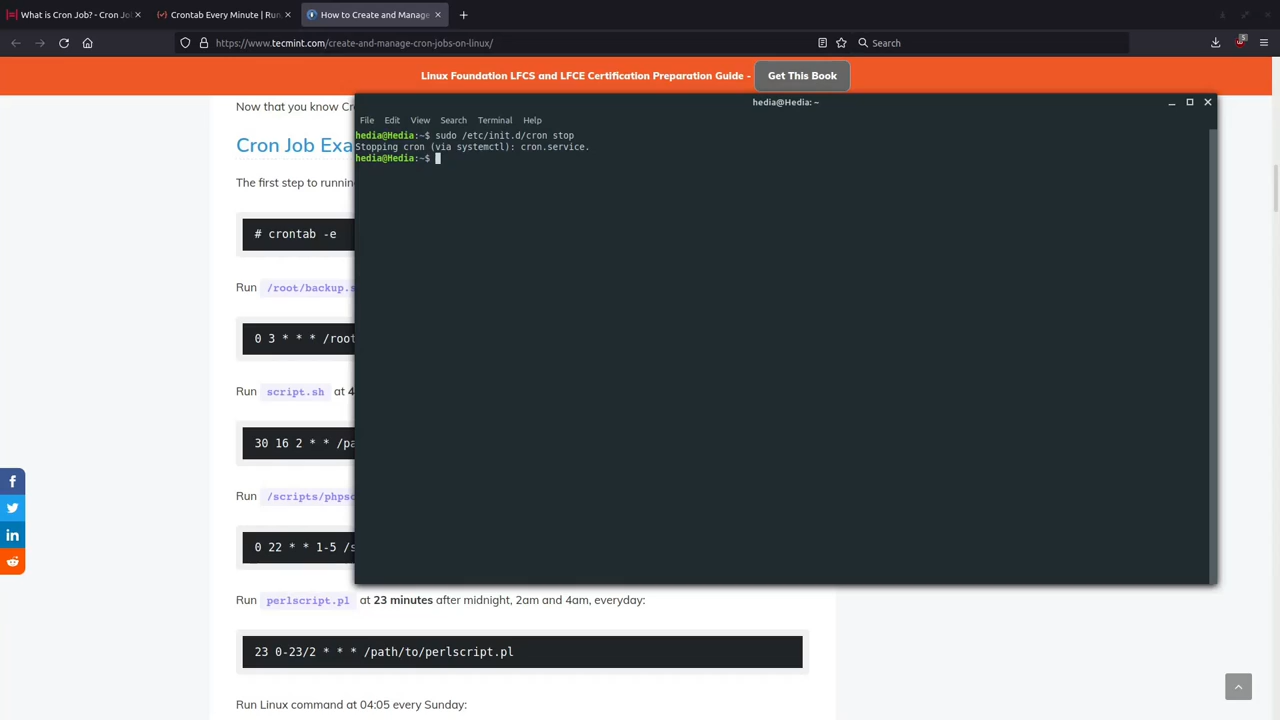 What is Cron Job? - Cron Jo
Crontab Every Minute | Run
How to Create and Manage
https://www.tecmint.com/create-and-manage-cron-jobs-on-linux/
Search
5
Linux Foundation LFCS and LFCE Certification Preparation Guide -
Get This Book
Now that you know Cr
hedia@Hedia: ~
File Edit View Search Terminal Help
hedia@Hedia:~$ sudo /etc/init.d/cron stop
Stopping cron (via systemctl): cron.service.
hedia@Hedia:~$
Cron Job Exa
The first step to runnin
# crontab -e
Run /root/backup.s
0 3 * * * /root
Run script.sh at 4
30 16 2 * * /pa
Run /scripts/phpsc
0 22 * * 1-5 /s
Run perlscript.pl at 23 minutes after midnight, 2am and 4am, everyday:
23 0-23/2 * * * /path/to/perlscript.pl
Run Linux command at 04:05 every Sunday: